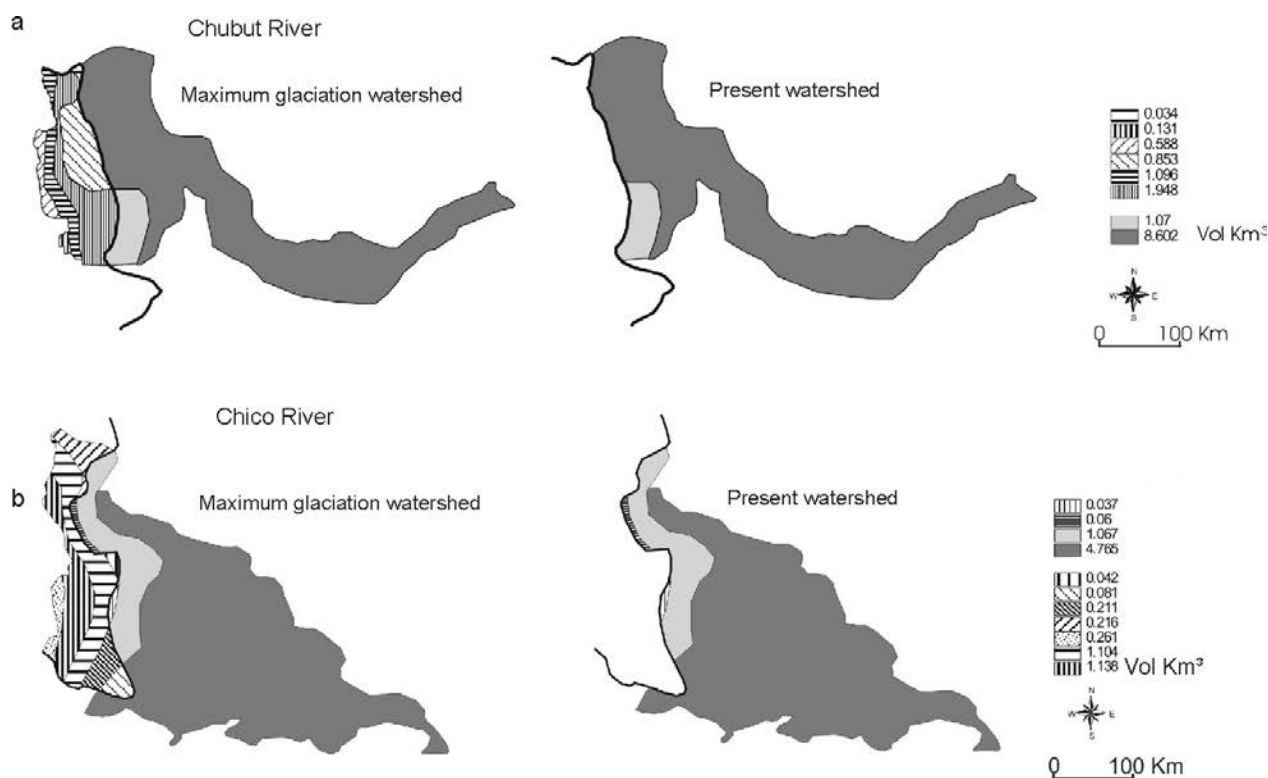 a
Chubut River
Maximum glaciation watershed
Present watershed
0.034
0.131
0.588
0.853
1.096
1.948
1.07
8.602 Vol Km³
N
W E
S
0 100 Km
Chico River
b
Maximum glaciation watershed
Present watershed
0.037
0.06
1.067
4.765
0.042
0.081
0.211
0.216
0.261
1.104
1.136 Vol Km³
N
W E
S
0 100 Km